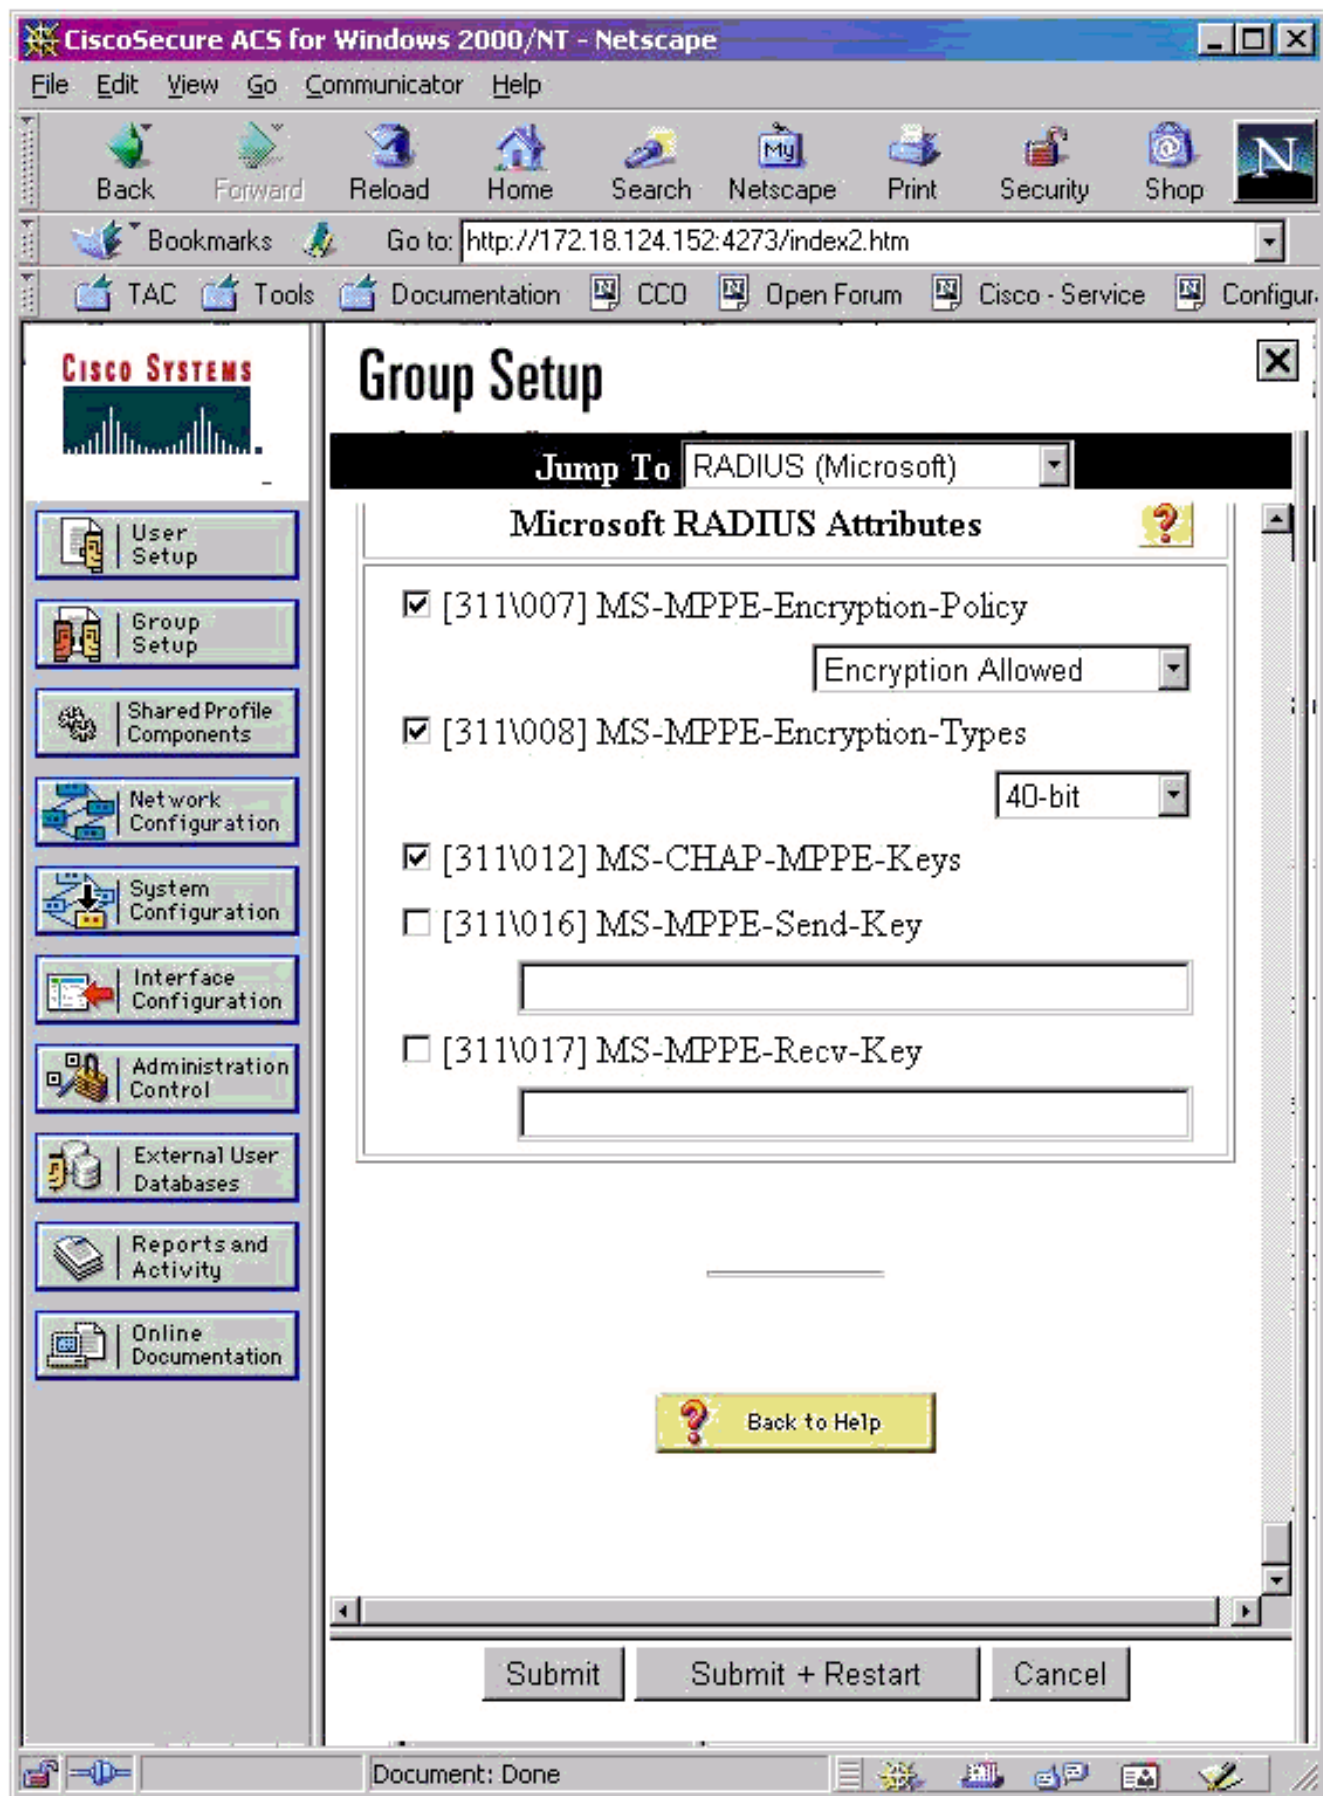 CiscoSecure ACS for Windows 2000/NT - Netscape
File Edit View Go Communicator Help
My
N
Back Forward Reload Home Search Netscape Print Security Shop
Bookmarks Go to: http://172.18.124.152:4273/index2.htm
TAC Tools Documentation CCO Open Forum Cisco - Service Configur
CISCO SYSTEMS
User
Setup
Group
Setup
Shared Profile
Components
Network
Configuration
System
Configuration
Interface
Configuration
Administration
Control
External User
Databases
Reports and
Activity
Online
Documentation
Group Setup
Jump To RADIUS (Microsoft)
Microsoft RADIUS Attributes
[311\007] MS-MPPE-Encryption-Policy
Encryption Allowed
[311\008] MS-MPPE-Encryption-Types
40-bit
[311\012] MS-CHAP-MPPE-Keys
[311\016] MS-MPPE-Send-Key
[311\017] MS-MPPE-Recv-Key
Back to Help
Submit Submit + Restart Cancel
Document: Done